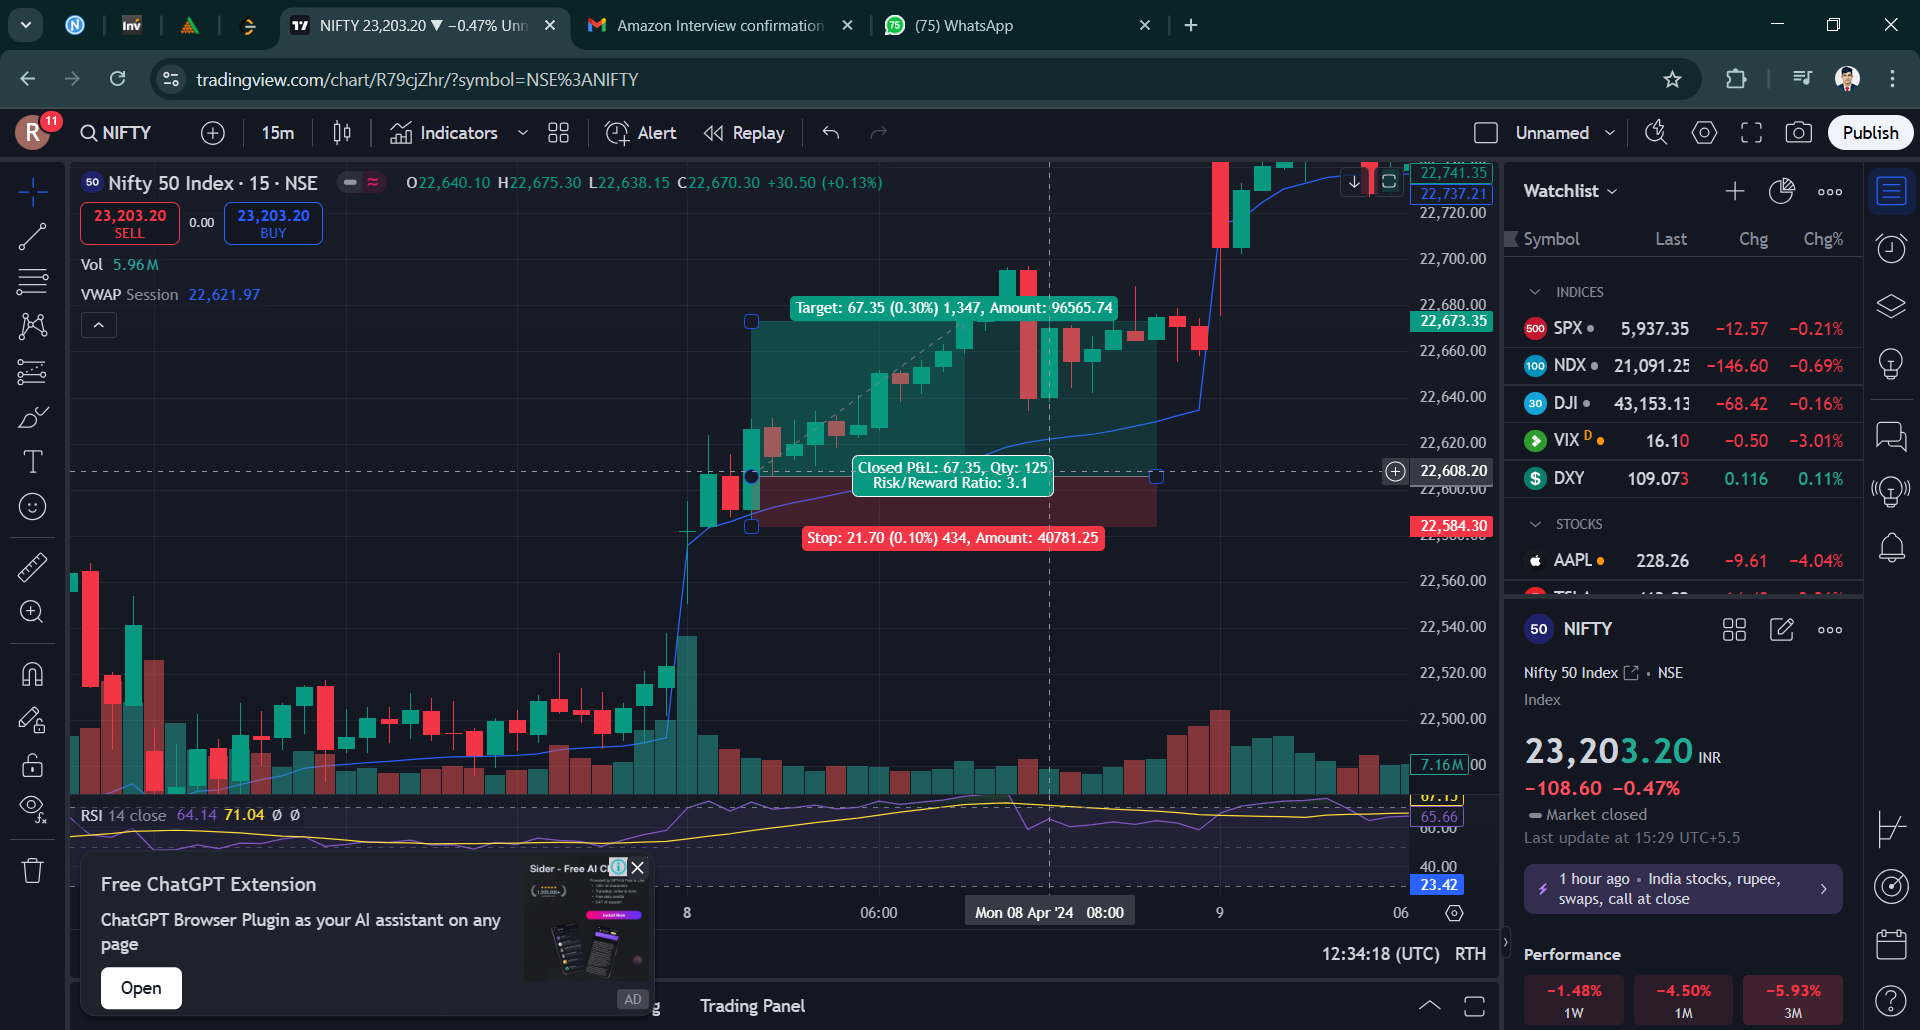 NIFTY 23,203.20 ▼ −0.47% Unn
Amazon Interview confirmation
(75) WhatsApp
tradingview.com/chart/R79cjZhr/?symbol=NSE%3ANIFTY
R 11
NIFTY
15m
Indicators
Alert
Replay
Unnamed
Publish
50 Nifty 50 Index · 15 · NSE
O22,640.10 H22,675.30 L22,638.15 C22,670.30 +30.50 (+0.13%)
23,203.20
SELL
0.00
23,203.20
BUY
Vol 5.96M
VWAP Session 22,621.97
Target: 67.35 (0.30%) 1,347, Amount: 96565.74
Closed P&L: 67.35, Qty: 125
Risk/Reward Ratio: 3.1
Stop: 21.70 (0.10%) 434, Amount: 40781.25
22,741.35
22,737.21
22,720.00
22,700.00
22,680.00
22,673.35
22,660.00
22,640.00
22,620.00
22,608.20
22,600.00
22,584.30
22,580.00
22,560.00
22,540.00
22,520.00
22,500.00
7.16M
00
RSI 14 close 64.14 71.04 Ø Ø
67.15
65.66
60.00
40.00
23.42
8
06:00
Mon 08 Apr '24 08:00
9
06
12:34:18 (UTC) RTH
Free ChatGPT Extension
ChatGPT Browser Plugin as your AI assistant on any
page
Open
Sider - Free AI C
Install Now
AD
g
Trading Panel
Watchlist
Symbol Last Chg Chg%
INDICES
500 SPX 5,937.35 −12.57 −0.21%
100 NDX 21,091.25 −146.60 −0.69%
30 DJI 43,153.13 −68.42 −0.16%
VIX D 16.10 −0.50 −3.01%
$ DXY 109.073 0.116 0.11%
STOCKS
AAPL 228.26 −9.61 −4.04%
50 NIFTY
Nifty 50 Index • NSE
Index
23,203.20 INR
−108.60 −0.47%
Market closed
Last update at 15:29 UTC+5.5
1 hour ago • India stocks, rupee,
swaps, call at close
Performance
−1.48%
1W
−4.50%
1M
−5.93%
3M